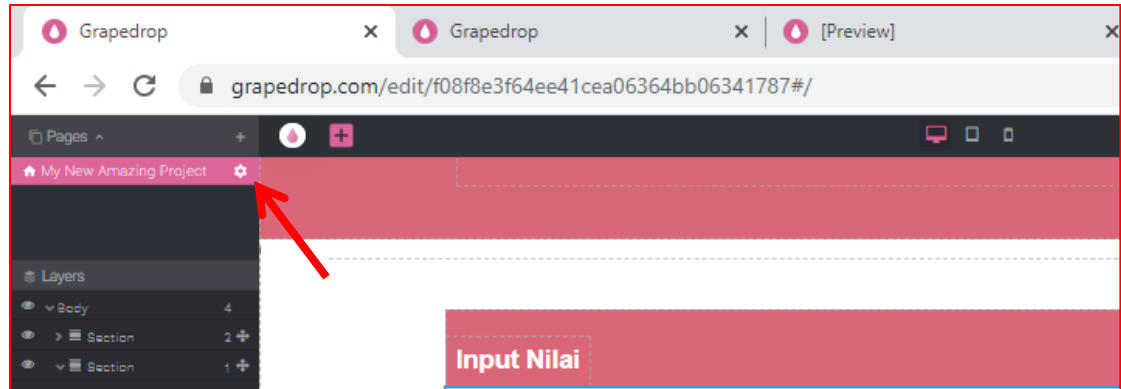 Grapedrop
Grapedrop
[Preview]
grapedrop.com/edit/f08f8e3f64ee41cea06364bb06341787#/
Pages
My New Amazing Project
Layers
Body 4
Section 2
Section 1
Input Nilai